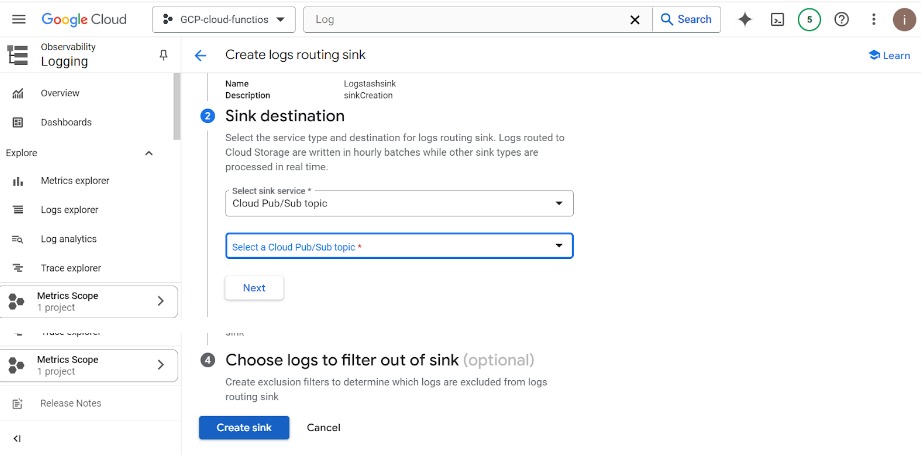 Google Cloud
GCP-cloud-functios
Log
Search
5
i
Observability
Logging
Create logs routing sink
Learn
Overview
Dashboards
Explore
Metrics explorer
Logs explorer
Log analytics
Trace explorer
Metrics Scope
1 project
Name Logstashsink
Description sinkCreation
2 Sink destination
Select the service type and destination for logs routing sink. Logs routed to
Cloud Storage are written in hourly batches while other sink types are
processed in real time.
Select sink service *
Cloud Pub/Sub topic
Select a Cloud Pub/Sub topic *
Next
Trace explorer
Metrics Scope
1 project
Release Notes
sink
4 Choose logs to filter out of sink (optional)
Create exclusion filters to determine which logs are excluded from logs
routing sink
Create sink
Cancel